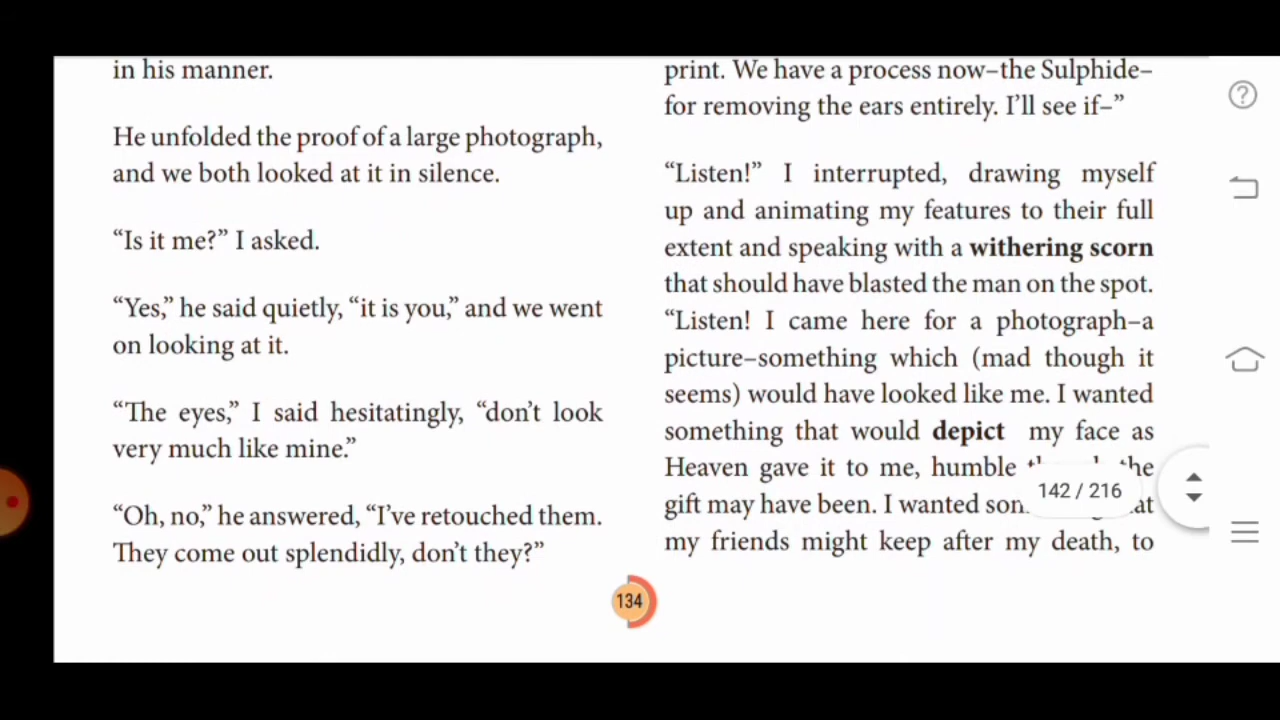 in his manner.
He unfolded the proof of a large photograph,
and we both looked at it in silence.
“Is it me?” I asked.
“Yes,” he said quietly, “it is you,” and we went
on looking at it.
“The eyes,” I said hesitatingly, “don’t look
very much like mine.”
“Oh, no,” he answered, “I’ve retouched them.
They come out splendidly, don’t they?”
print. We have a process now–the Sulphide–
for removing the ears entirely. I’ll see if–”
“Listen!” I interrupted, drawing myself
up and animating my features to their full
extent and speaking with a withering scorn
that should have blasted the man on the spot.
“Listen! I came here for a photograph–a
picture–something which (mad though it
seems) would have looked like me. I wanted
something that would depict my face as
Heaven gave it to me, humble the
gift may have been. I wanted
my friends might keep after my death, to
142 / 216
134